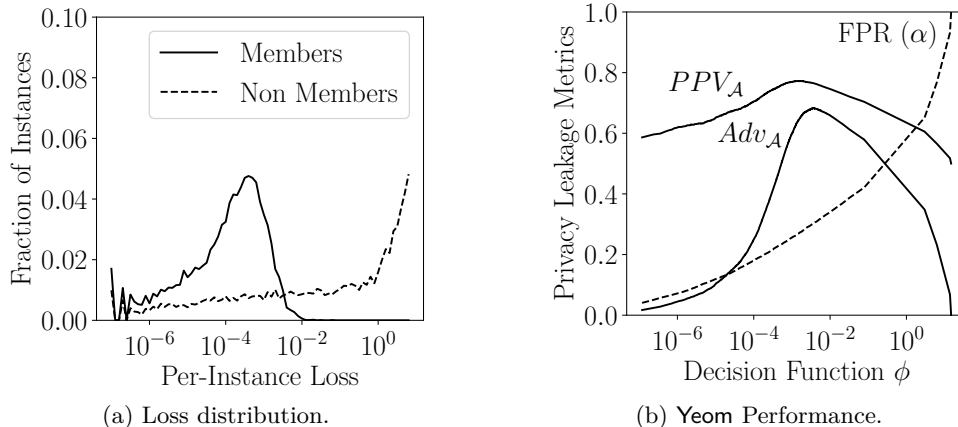 Fraction of Instances
0.10
0.08
0.06
0.04
0.02
0.00
Members
Non Members
10^{-6} 10^{-4} 10^{-2} 10^{0}
Per-Instance Loss
(a) Loss distribution.
Privacy Leakage Metrics
1.0
0.8
0.6
0.4
0.2
0.0
FPR (α)
PPV_𝒜
Adv_𝒜
10^{-6} 10^{-4} 10^{-2} 10^{0}
Decision Function ϕ
(b) Yeom Performance.